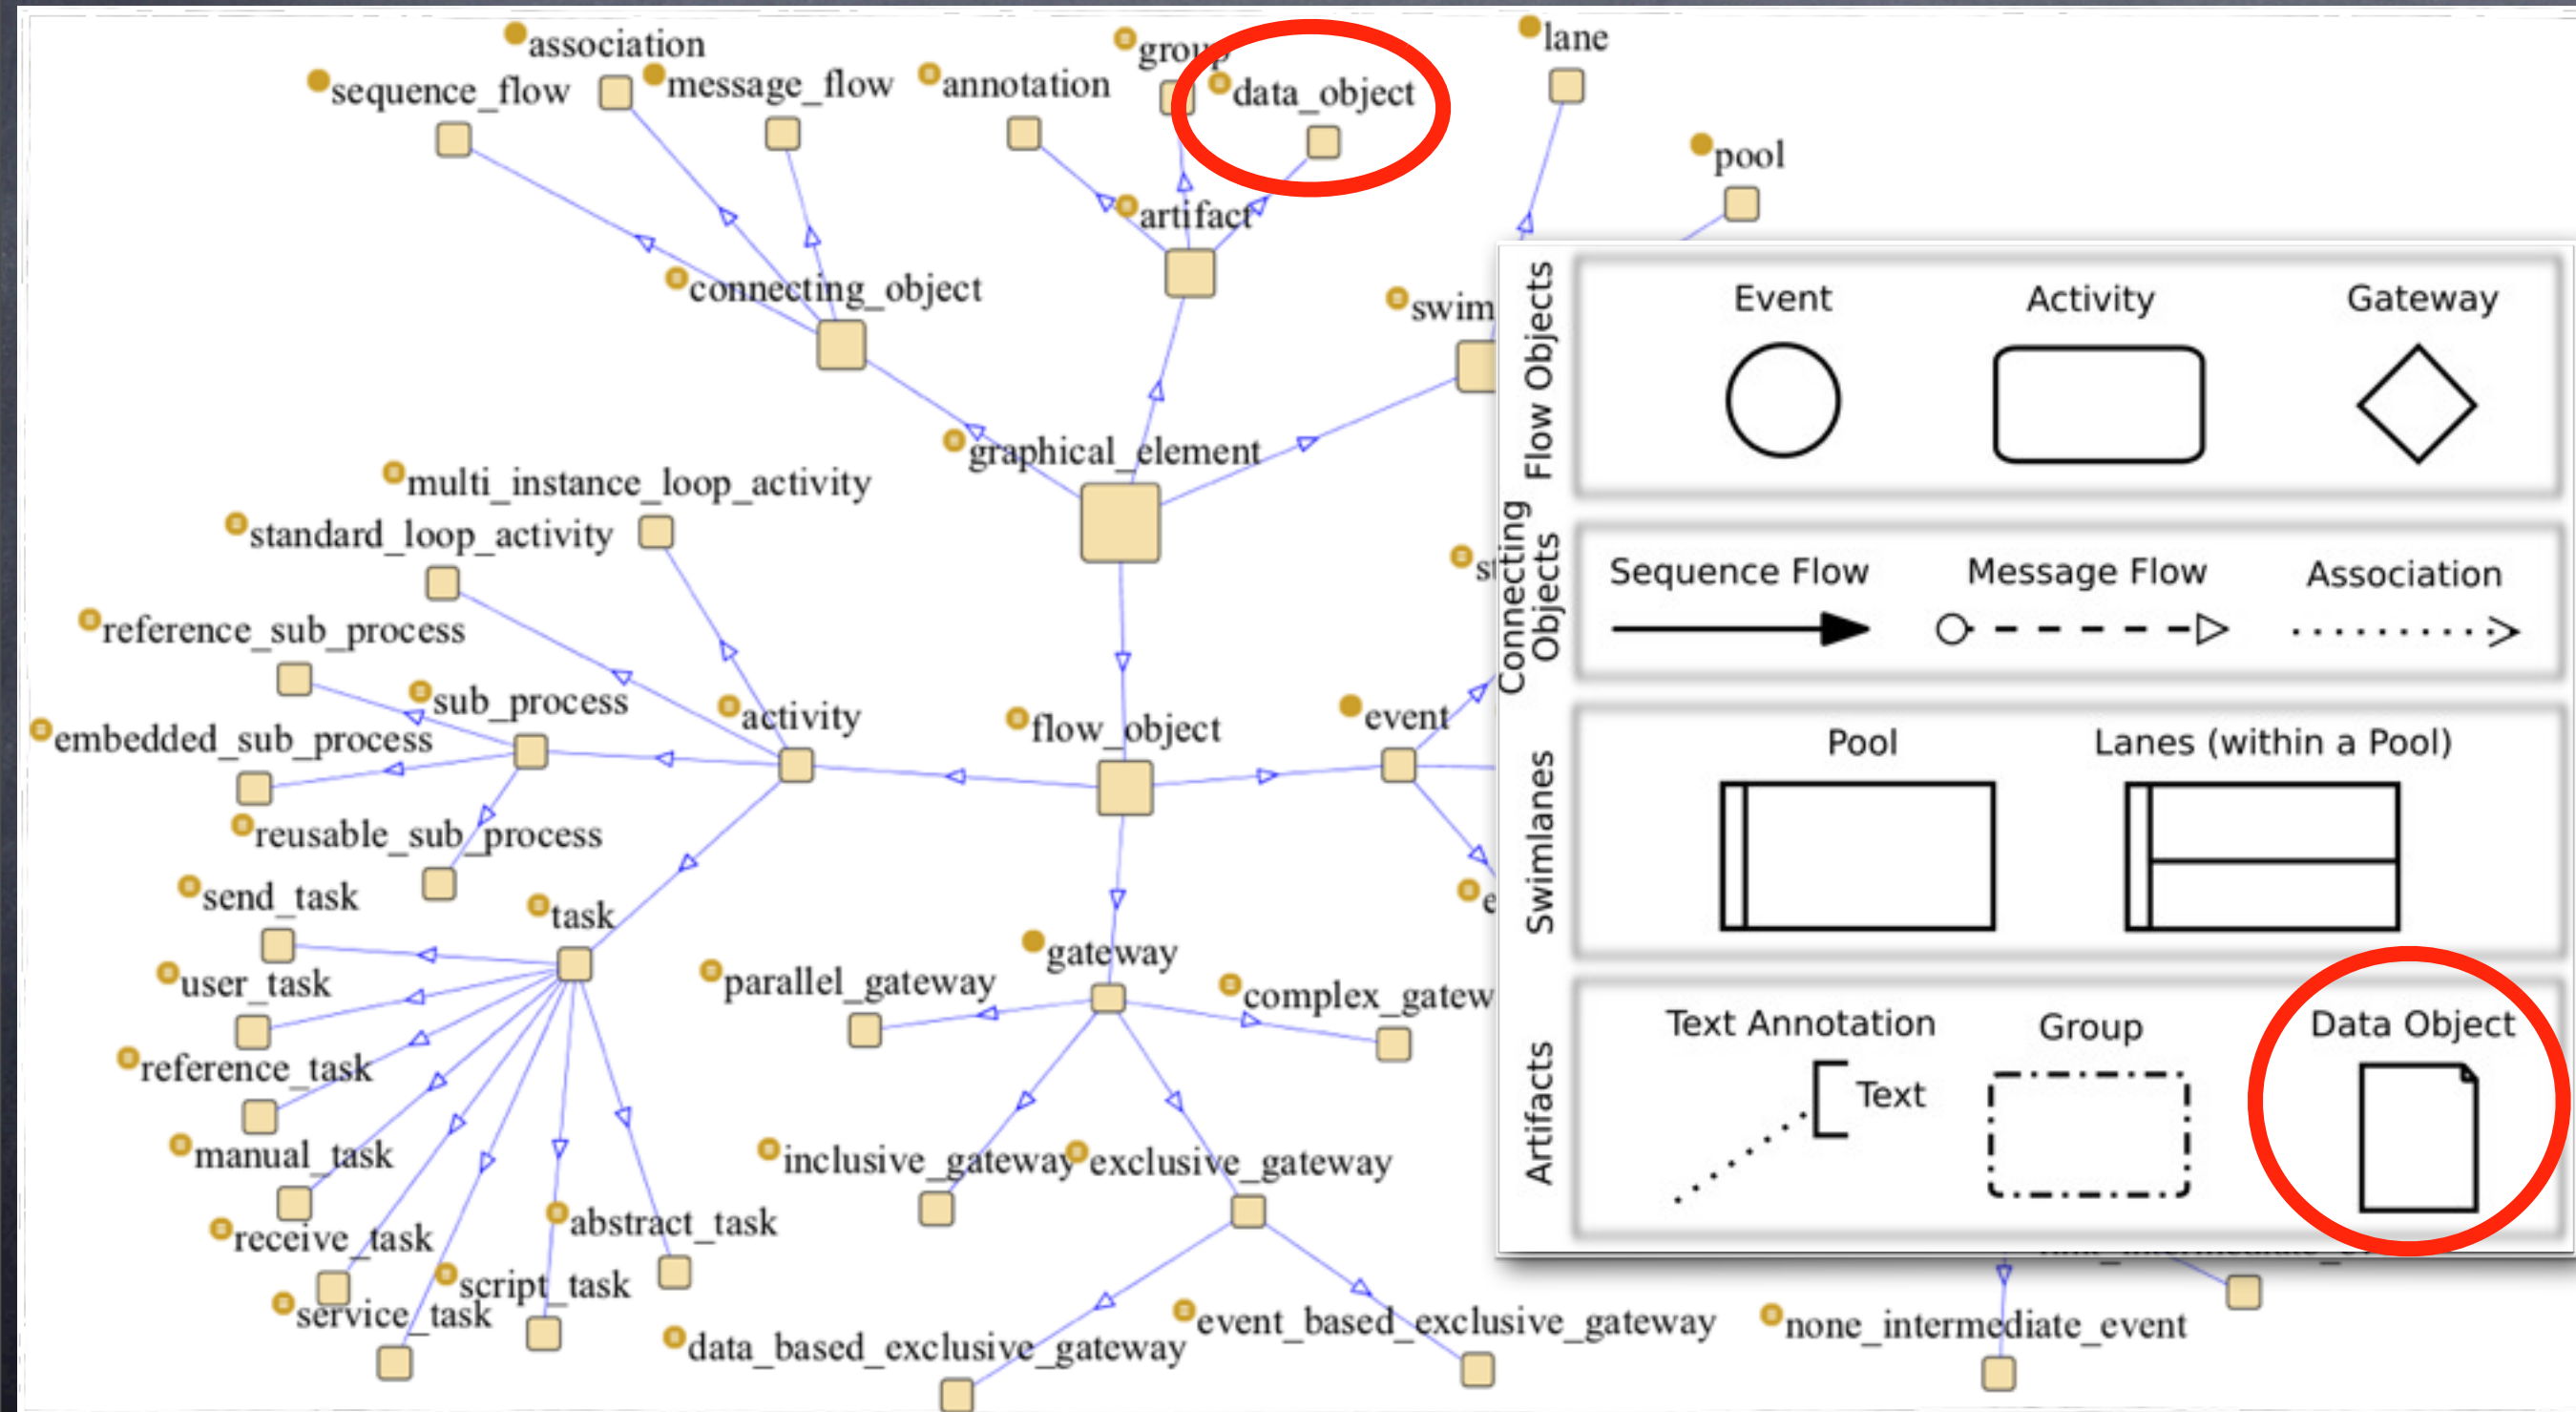 association
lane
group
sequence_flow
message_flow
annotation
data_object
pool
artifact
connecting_object
swim
graphical_element
multi_instance_loop_activity
standard_loop_activity
reference_sub_process
sub_process
activity
flow_object
event
embedded_sub_process
reusable_sub_process
send_task
task
gateway
user_task
parallel_gateway
complex_gatew
reference_task
manual_task
inclusive_gateway
exclusive_gateway
receive_task
abstract_task
script_task
service_task
data_based_exclusive_gateway
event_based_exclusive_gateway
none_intermediate_event
Flow Objects
Event
Activity
Gateway
Connecting
Objects
Sequence Flow
Message Flow
Association
Swimlanes
Pool
Lanes (within a Pool)
Artifacts
Text Annotation
Text
Group
Data Object